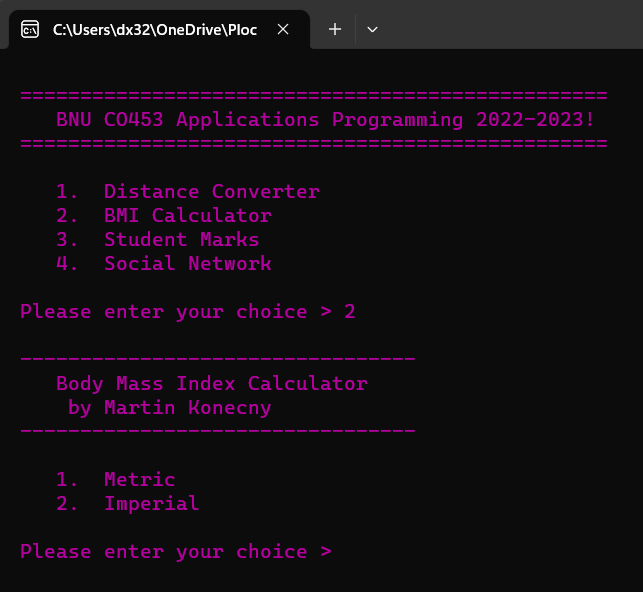 C:\Users\dx32\OneDrive\Ploc
=================================================
BNU CO453 Applications Programming 2022-2023!
=================================================
1. Distance Converter
2. BMI Calculator
3. Student Marks
4. Social Network
Please enter your choice > 2
---------------------------------
Body Mass Index Calculator
by Martin Konecny
---------------------------------
1. Metric
2. Imperial
Please enter your choice >